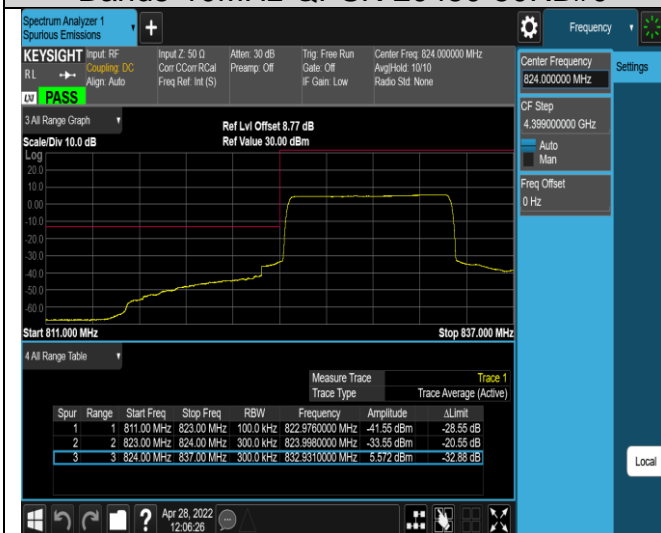 Spectrum Analyzer 1
Spurious Emissions
Frequency
KEYSIGHT
RL
LXI
PASS
Input: RF
Coupling: DC
Align: Auto
Input Z: 50 Ω
Corr CCorr RCal
Freq Ref: Int (S)
Atten: 30 dB
Preamp: Off
Trig: Free Run
Gate: Off
IF Gain: Low
Center Freq: 824.000000 MHz
Avg|Hold: 10/10
Radio Std: None
Center Frequency
824.000000 MHz
Settings
CF Step
4.399000000 GHz
Auto
Man
Freq Offset
0 Hz
3 All Range Graph
Scale/Div 10.0 dB
Ref Lvl Offset 8.77 dB
Ref Value 30.00 dBm
Log
20.0
10.0
0.00
-10.0
-20.0
-30.0
-40.0
-50.0
-60.0
Start 811.000 MHz
Stop 837.000 MHz
4 All Range Table
Measure Trace Trace 1
Trace Type Trace Average (Active)
Spur Range Start Freq Stop Freq RBW Frequency Amplitude ΔLimit
1 1 811.00 MHz 823.00 MHz 100.0 kHz 822.9760000 MHz -41.55 dBm -28.55 dB
2 2 823.00 MHz 824.00 MHz 300.0 kHz 823.9980000 MHz -33.55 dBm -20.55 dB
3 3 824.00 MHz 837.00 MHz 300.0 kHz 832.9310000 MHz 5.572 dBm -32.88 dB
Local
Apr 28, 2022
12:06:26